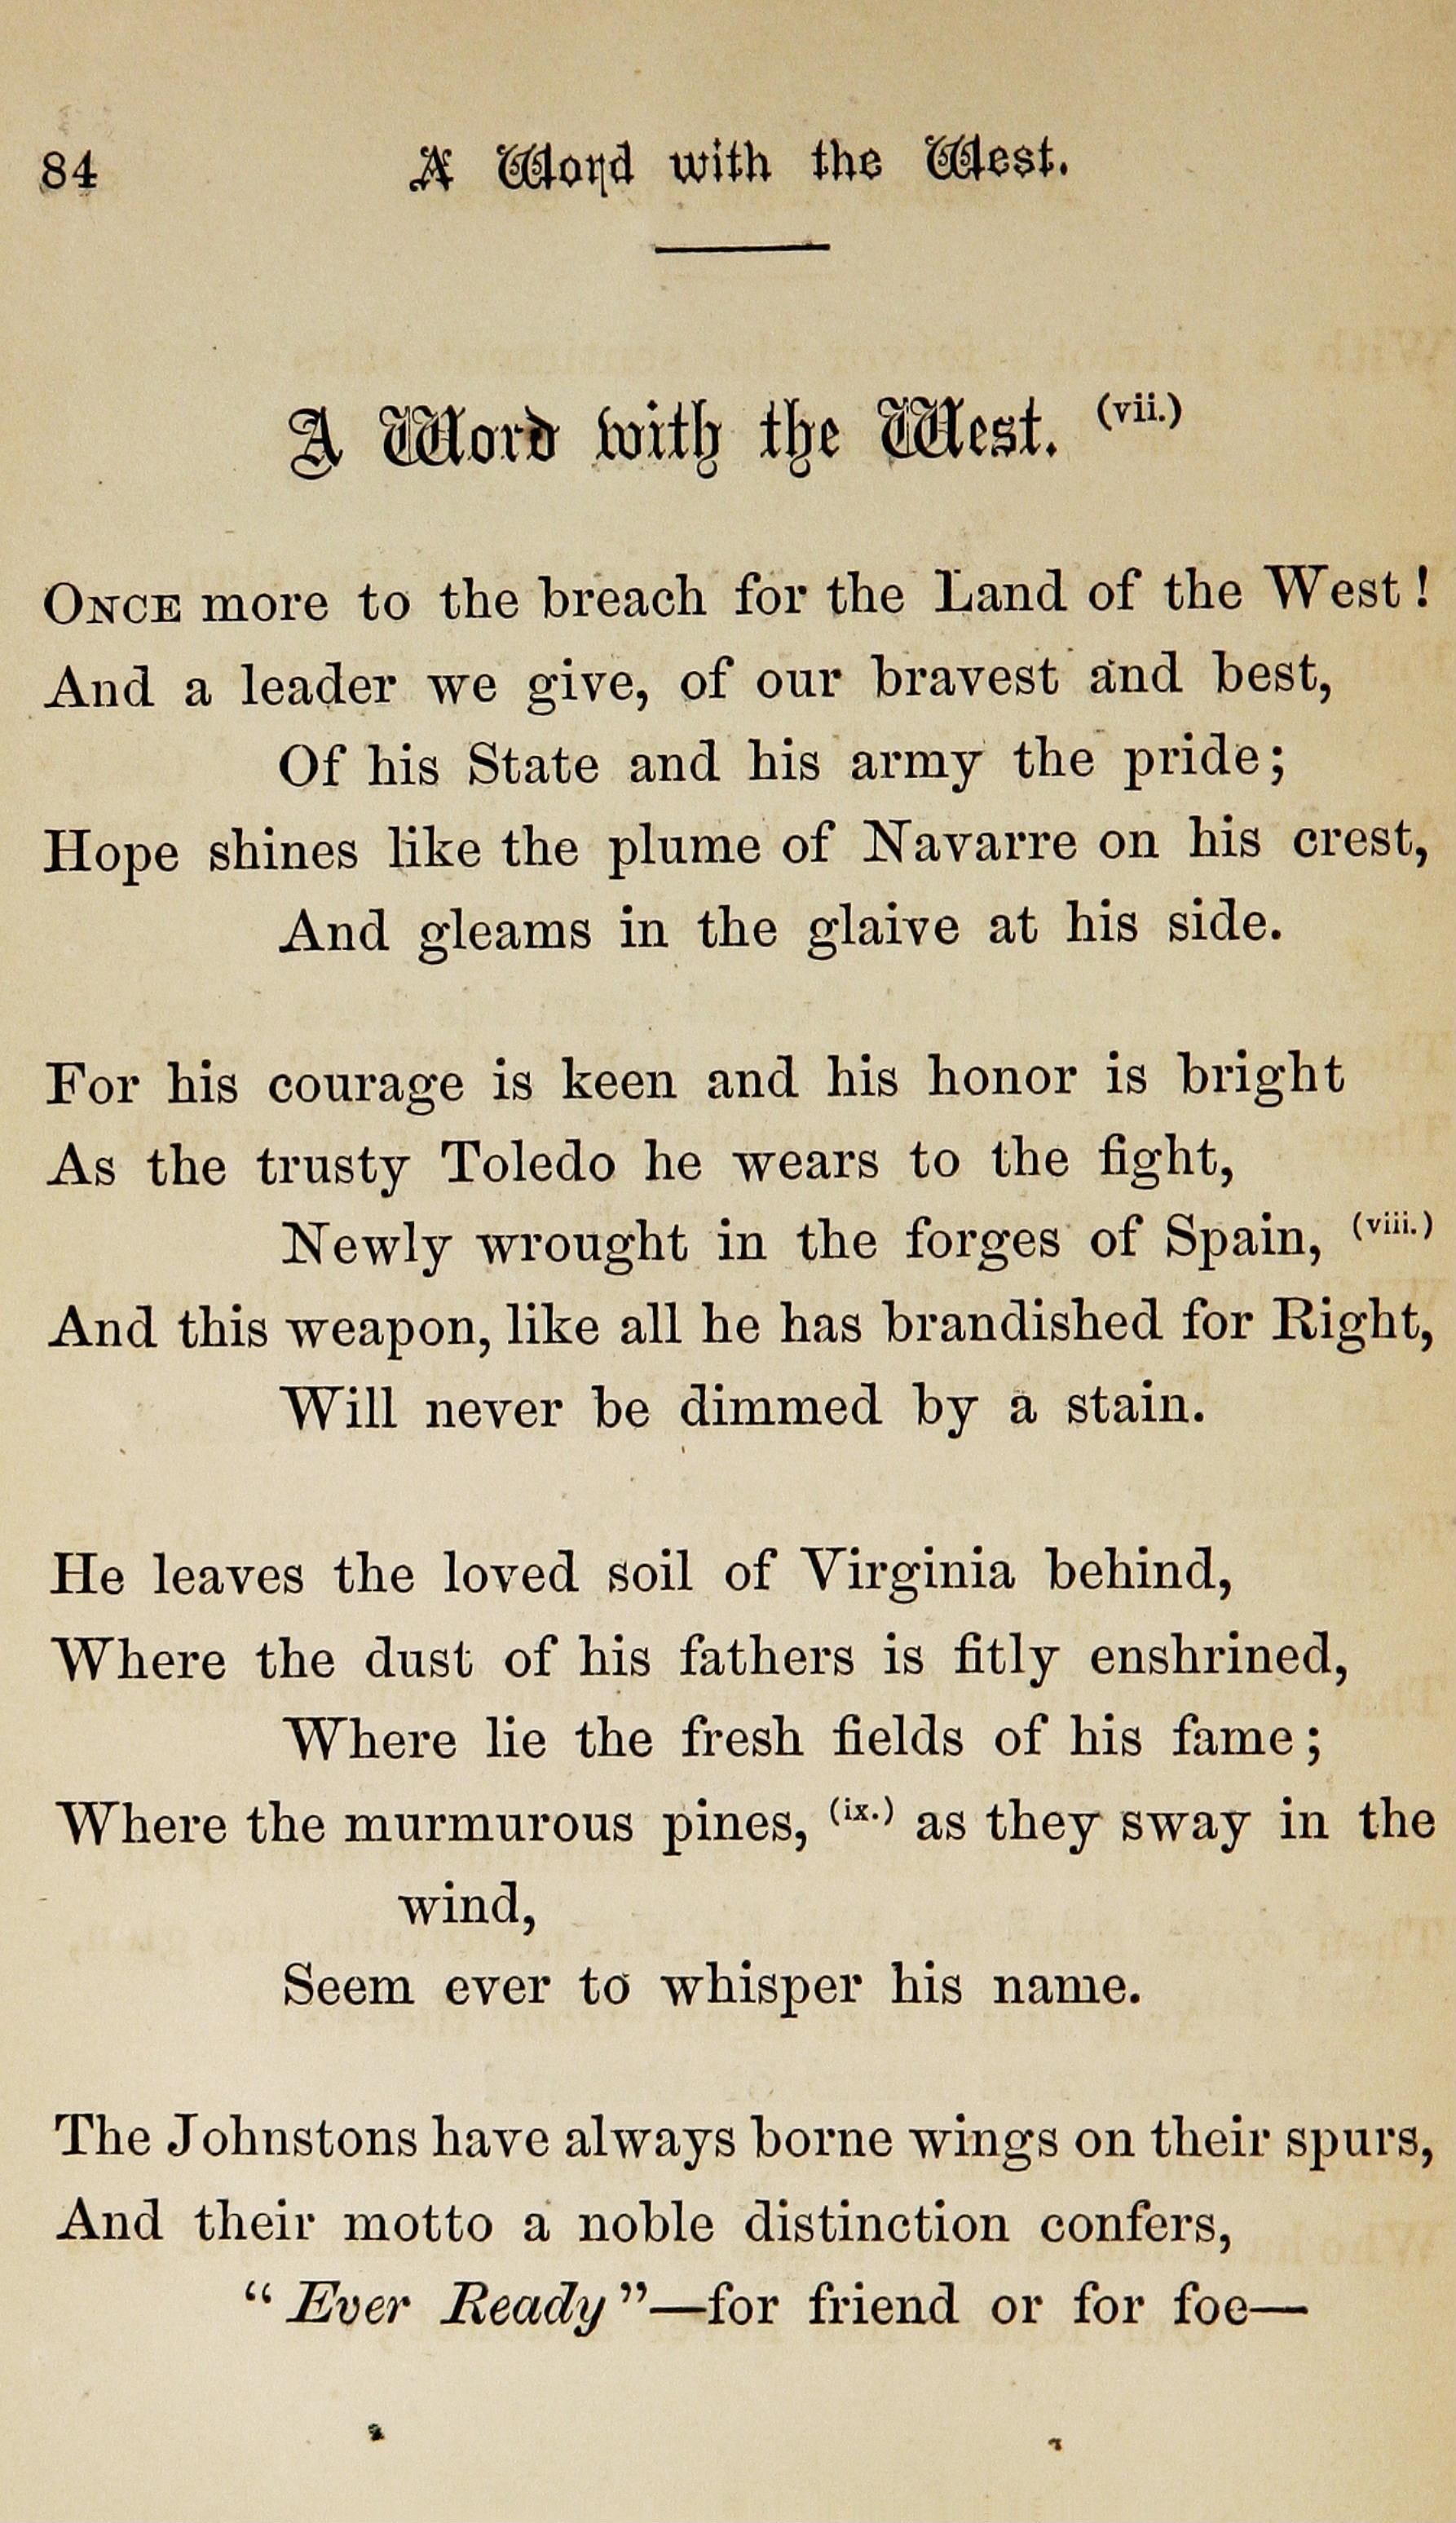 84 A Word with the West.
A Word with the West. (vii.)
ONCE more to the breach for the Land of the West!
And a leader we give, of our bravest and best,
Of his State and his army the pride;
Hope shines like the plume of Navarre on his crest,
And gleams in the glaive at his side.
For his courage is keen and his honor is bright
As the trusty Toledo he wears to the fight,
Newly wrought in the forges of Spain, (viii.)
And this weapon, like all he has brandished for Right,
Will never be dimmed by a stain.
He leaves the loved soil of Virginia behind,
Where the dust of his fathers is fitly enshrined,
Where lie the fresh fields of his fame;
Where the murmurous pines, (ix.) as they sway in the
wind,
Seem ever to whisper his name.
The Johnstons have always borne wings on their spurs,
And their motto a noble distinction confers,
"Ever Ready"—for friend or for foe—